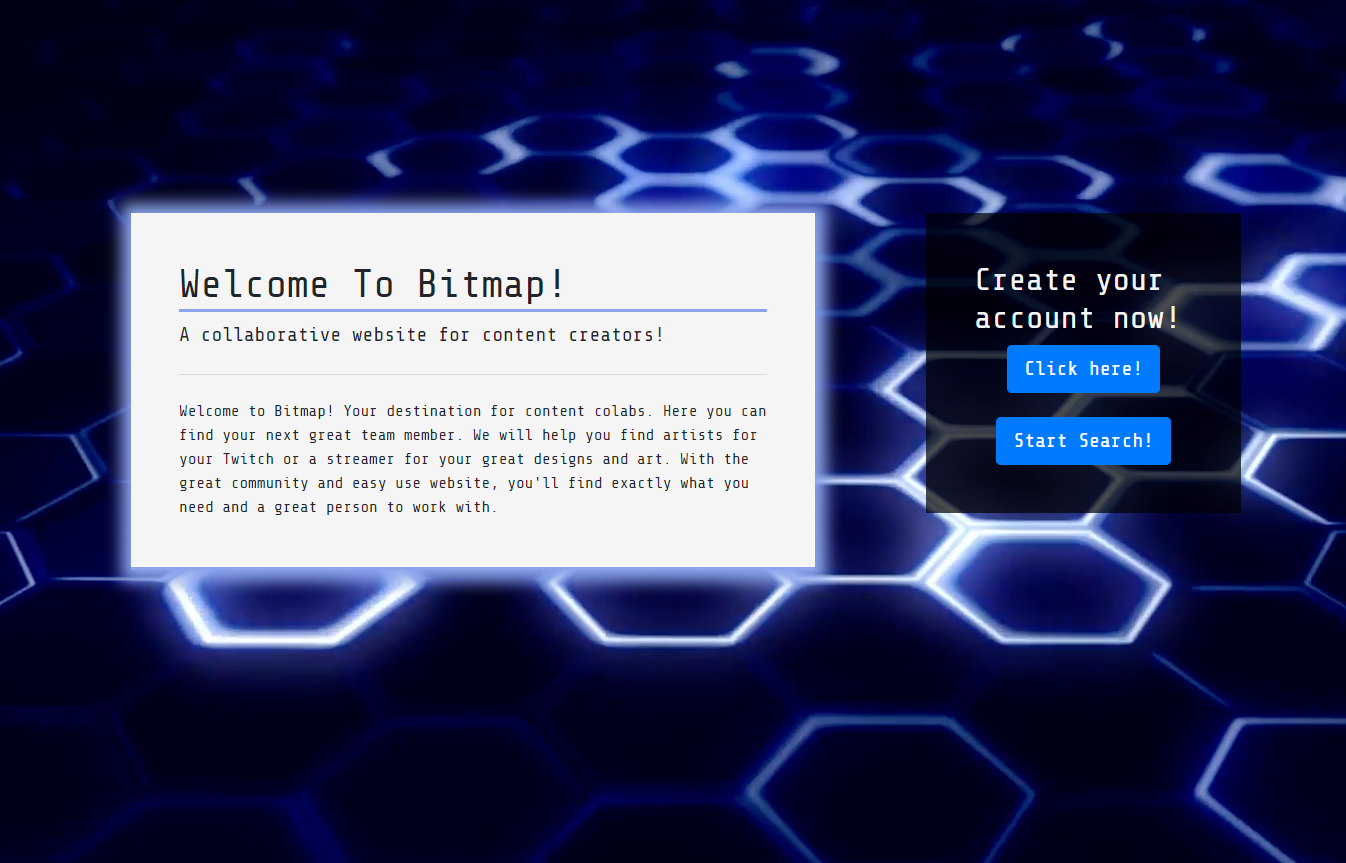 Welcome To Bitmap!
A collaborative website for content creators!
Welcome to Bitmap! Your destination for content colabs. Here you can
find your next great team member. We will help you find artists for
your Twitch or a streamer for your great designs and art. With the
great community and easy use website, you'll find exactly what you
need and a great person to work with.
Create your
account now!
Click here!
Start Search!